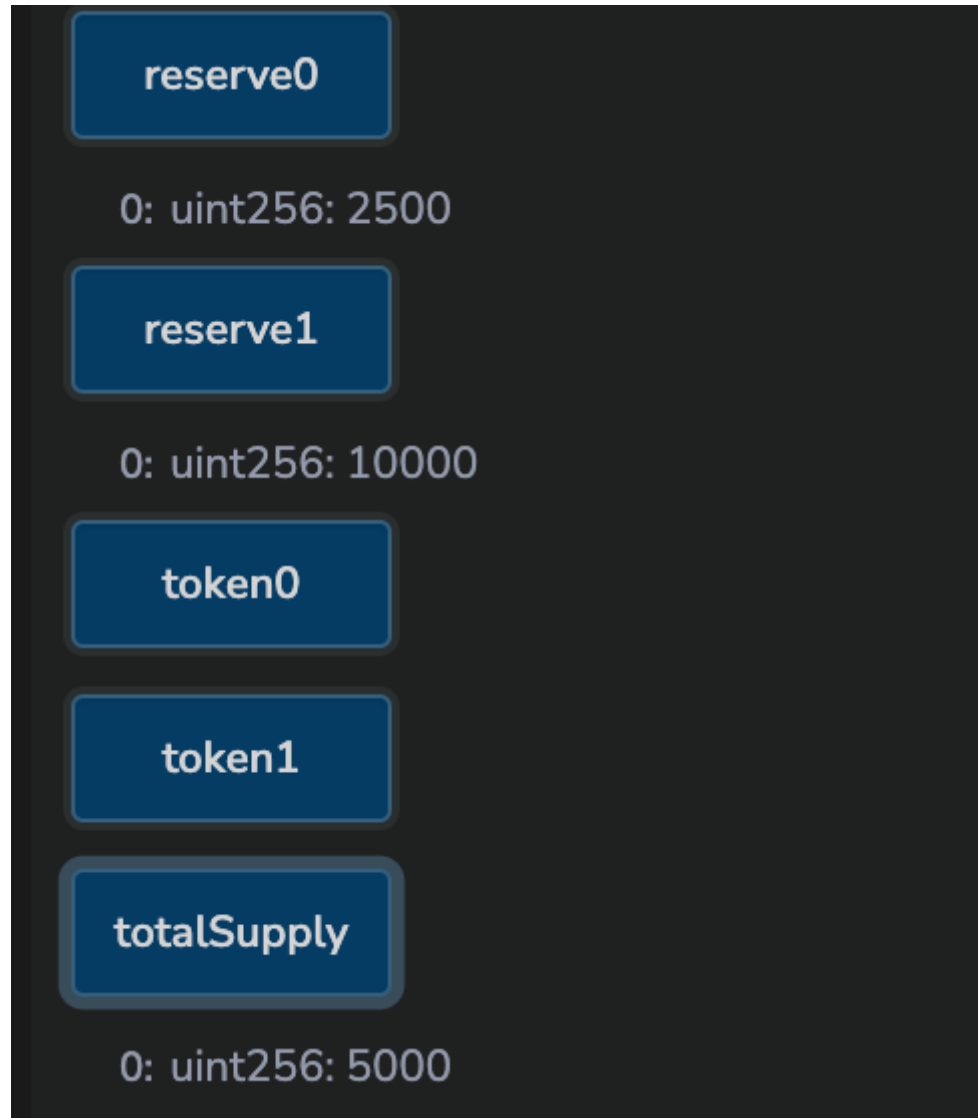 reserve0
0: uint256: 2500
reserve1
0: uint256: 10000
token0
token1
totalSupply
0: uint256: 5000